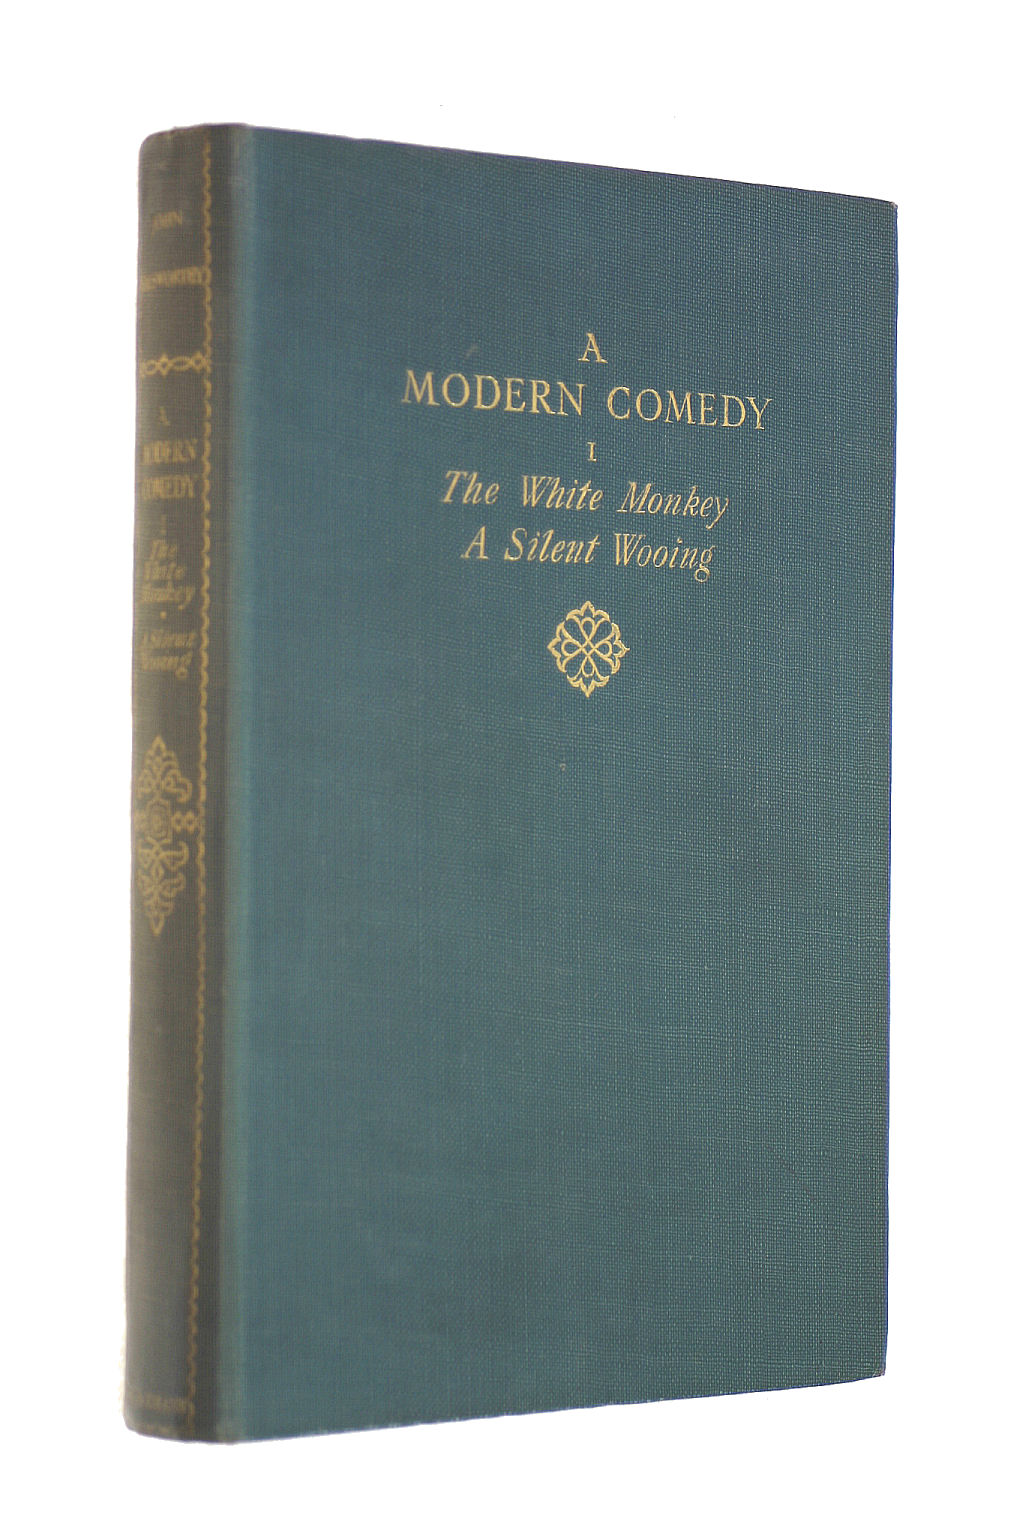 A
MODERN COMEDY
I
The White Monkey
A Silent Wooing
JOHN
A
MODERN
COMEDY
The
White
Monkey
A Silent
Wooing